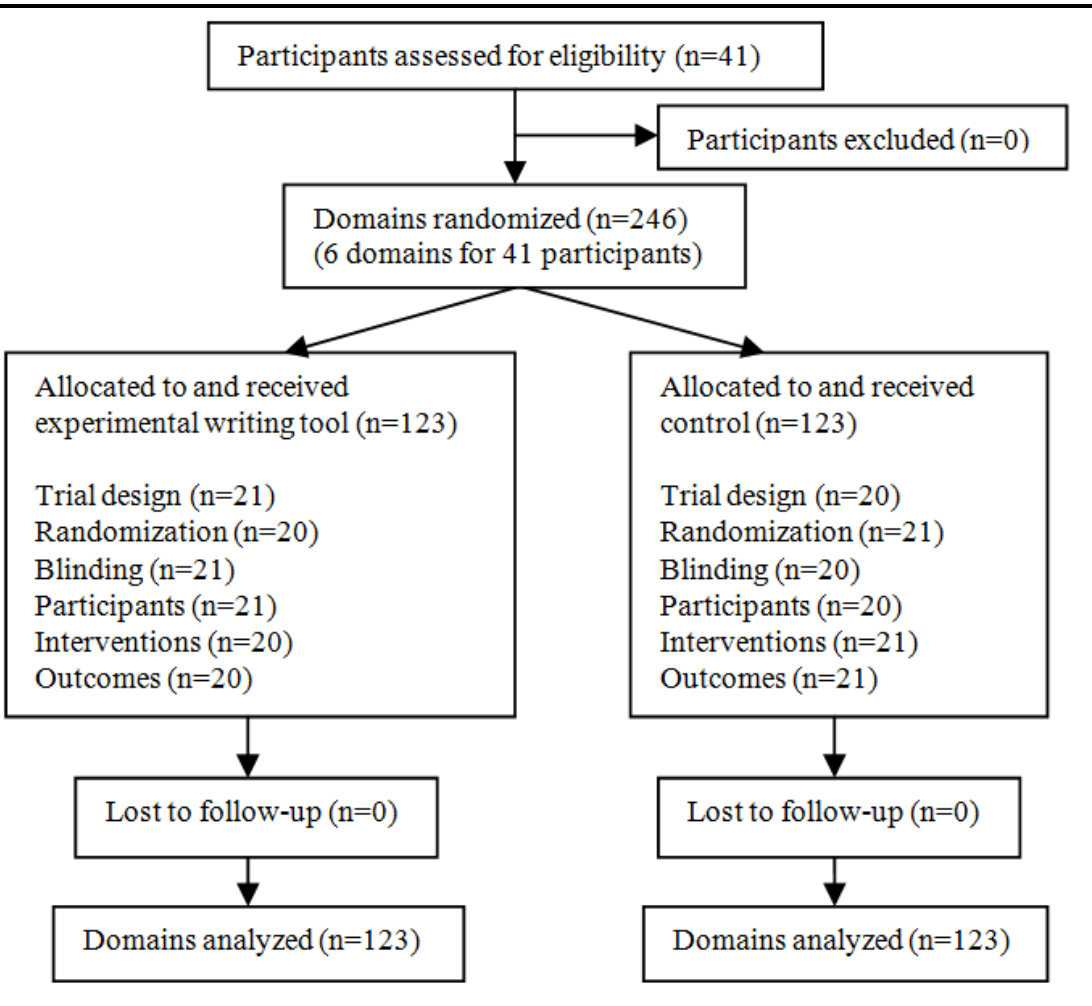 Participants assessed for eligibility (n=41)
Participants excluded (n=0)
Domains randomized (n=246)
(6 domains for 41 participants)
Allocated to and received
experimental writing tool (n=123)
Trial design (n=21)
Randomization (n=20)
Blinding (n=21)
Participants (n=21)
Interventions (n=20)
Outcomes (n=20)
Allocated to and received
control (n=123)
Trial design (n=20)
Randomization (n=21)
Blinding (n=20)
Participants (n=20)
Interventions (n=21)
Outcomes (n=21)
Lost to follow-up (n=0)
Lost to follow-up (n=0)
Domains analyzed (n=123)
Domains analyzed (n=123)